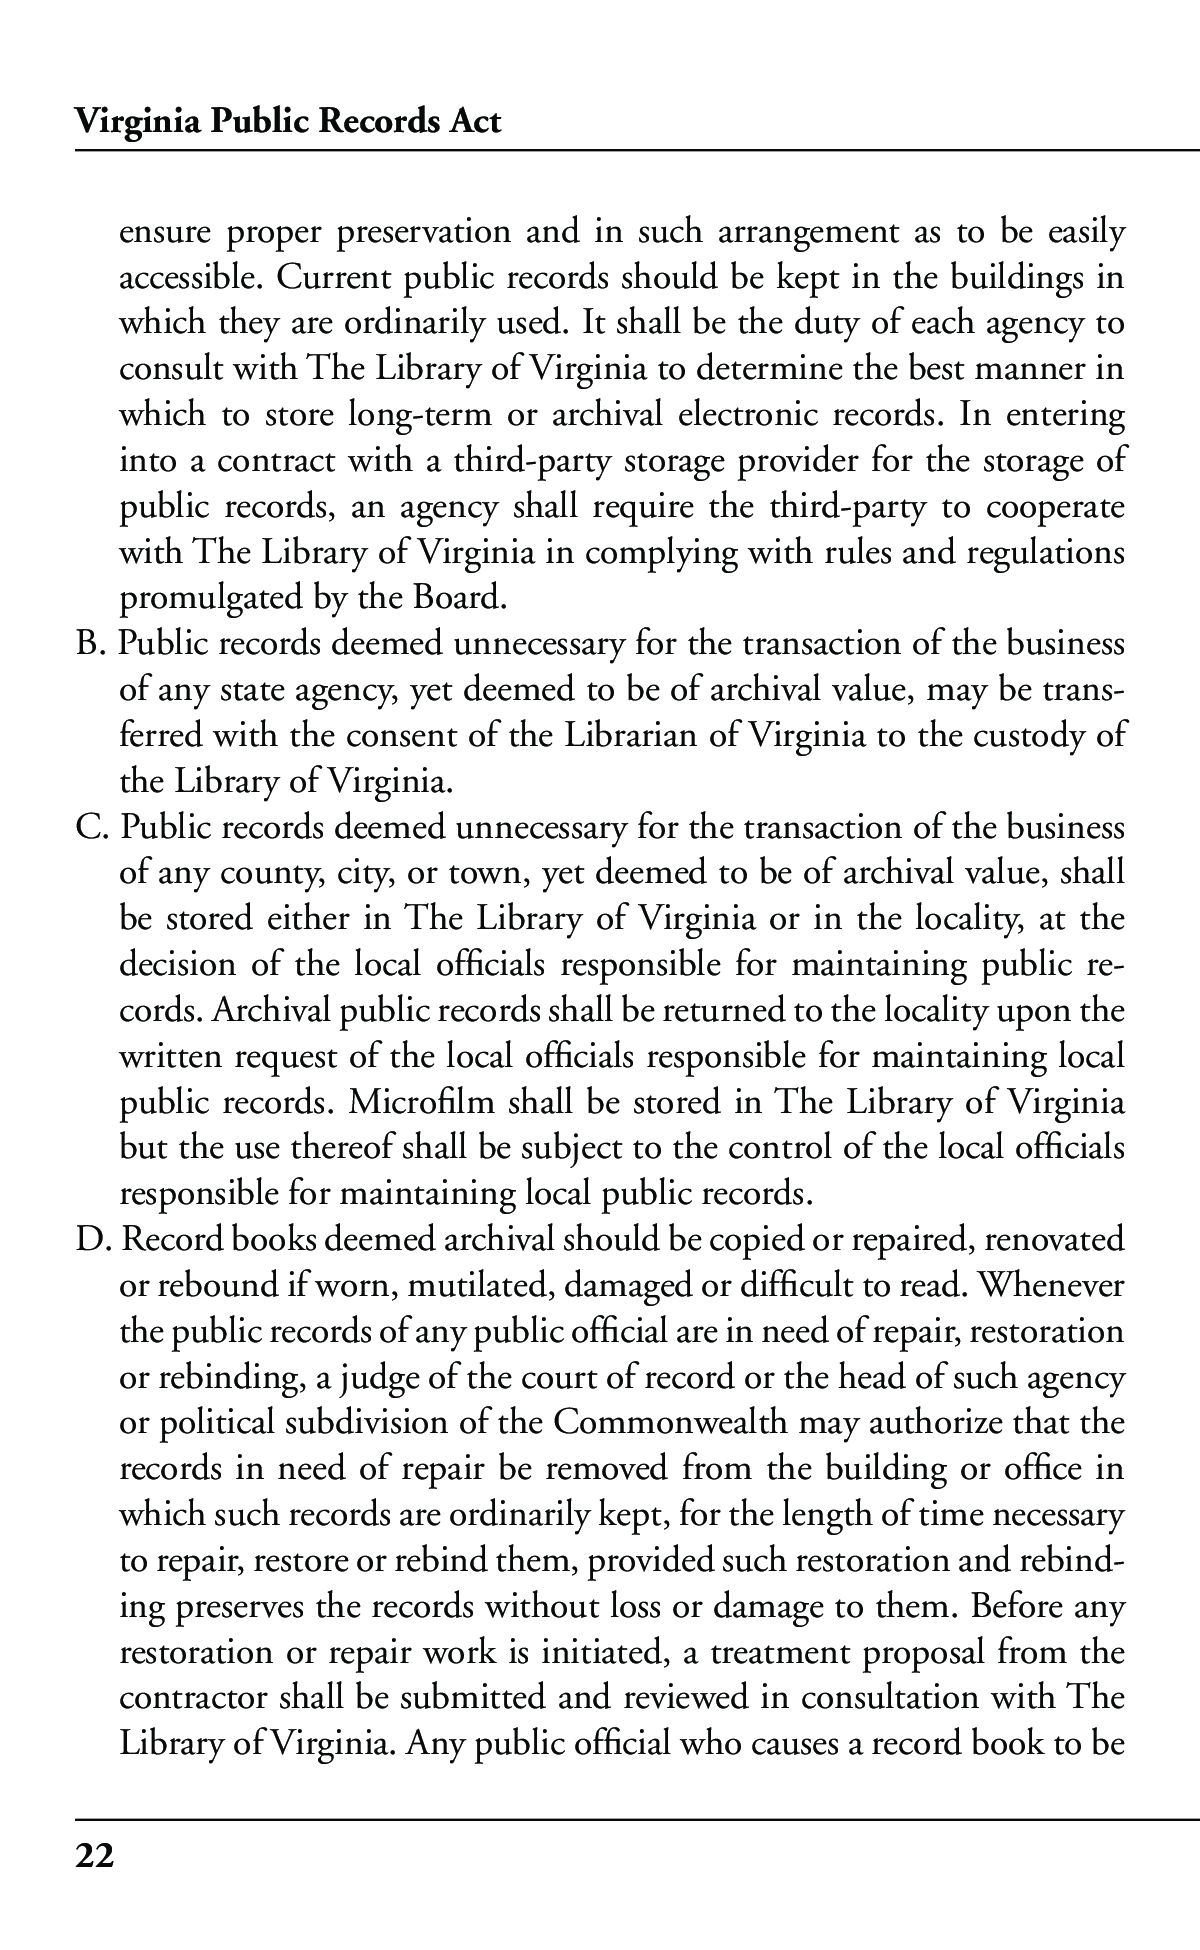 Virginia Public Records Act
ensure proper preservation and in such arrangement as to be easily
accessible. Current public records should be kept in the buildings in
which they are ordinarily used. It shall be the duty of each agency to
consult with The Library of Virginia to determine the best manner in
which to store long-term or archival electronic records. In entering
into a contract with a third-party storage provider for the storage of
public records, an agency shall require the third-party to cooperate
with The Library of Virginia in complying with rules and regulations
promulgated by the Board.
B. Public records deemed unnecessary for the transaction of the business
of any state agency, yet deemed to be of archival value, may be trans-
ferred with the consent of the Librarian of Virginia to the custody of
the Library of Virginia.
C. Public records deemed unnecessary for the transaction of the business
of any county, city, or town, yet deemed to be of archival value, shall
be stored either in The Library of Virginia or in the locality, at the
decision of the local officials responsible for maintaining public re-
cords. Archival public records shall be returned to the locality upon the
written request of the local officials responsible for maintaining local
public records. Microfilm shall be stored in The Library of Virginia
but the use thereof shall be subject to the control of the local officials
responsible for maintaining local public records.
D. Record books deemed archival should be copied or repaired, renovated
or rebound if worn, mutilated, damaged or difficult to read. Whenever
the public records of any public official are in need of repair, restoration
or rebinding, a judge of the court of record or the head of such agency
or political subdivision of the Commonwealth may authorize that the
records in need of repair be removed from the building or office in
which such records are ordinarily kept, for the length of time necessary
to repair, restore or rebind them, provided such restoration and rebind-
ing preserves the records without loss or damage to them. Before any
restoration or repair work is initiated, a treatment proposal from the
contractor shall be submitted and reviewed in consultation with The
Library of Virginia. Any public official who causes a record book to be
22